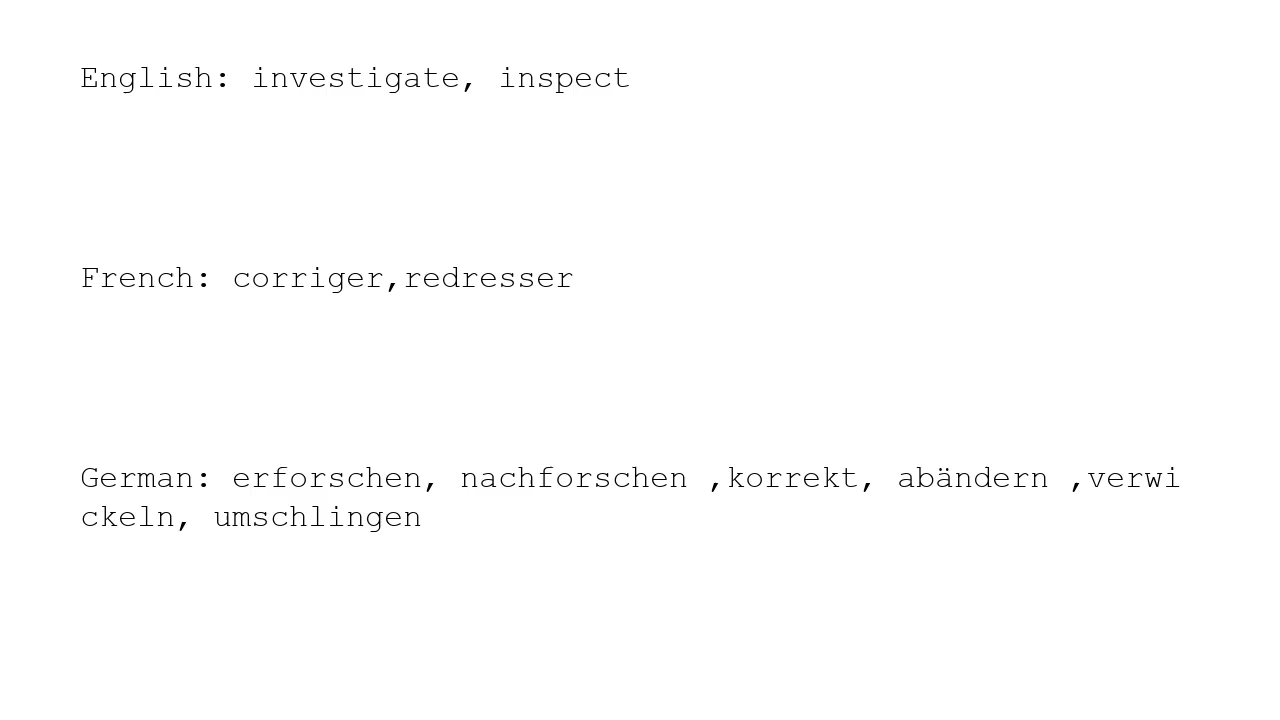 English: investigate, inspect
French: corriger,redresser
German: erforschen, nachforschen ,korrekt, abändern ,verwi
ckeln, umschlingen